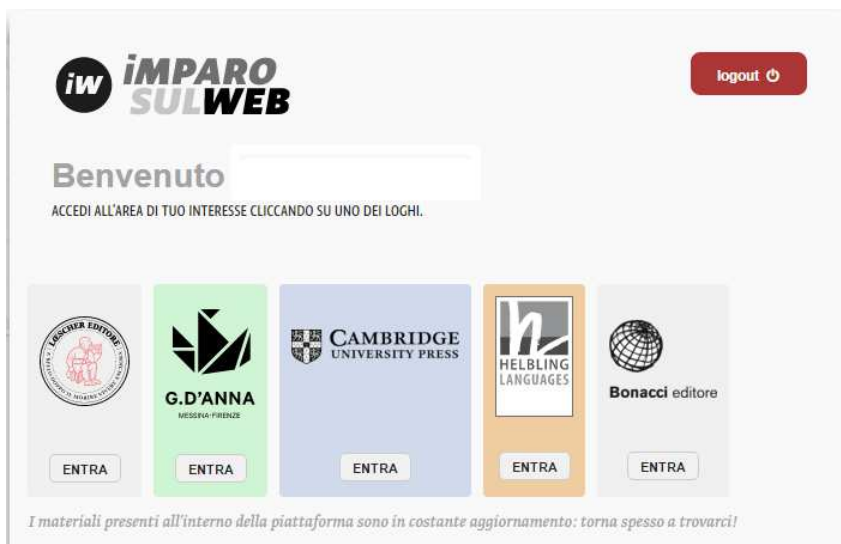 iw iMPARO
SULWEB
logout
Benvenuto
ACCEDI ALL'AREA DI TUO INTERESSE CLICCANDO SU UNO DEI LOGHI.
LŒSCHER EDITORE
G.D'ANNA
MESSINA-FIRENZE
CAMBRIDGE
UNIVERSITY PRESS
HELBLING
LANGUAGES
Bonacci editore
ENTRA
ENTRA
ENTRA
ENTRA
ENTRA
I materiali presenti all'interno della piattaforma sono in costante aggiornamento: torna spesso a trovarci!